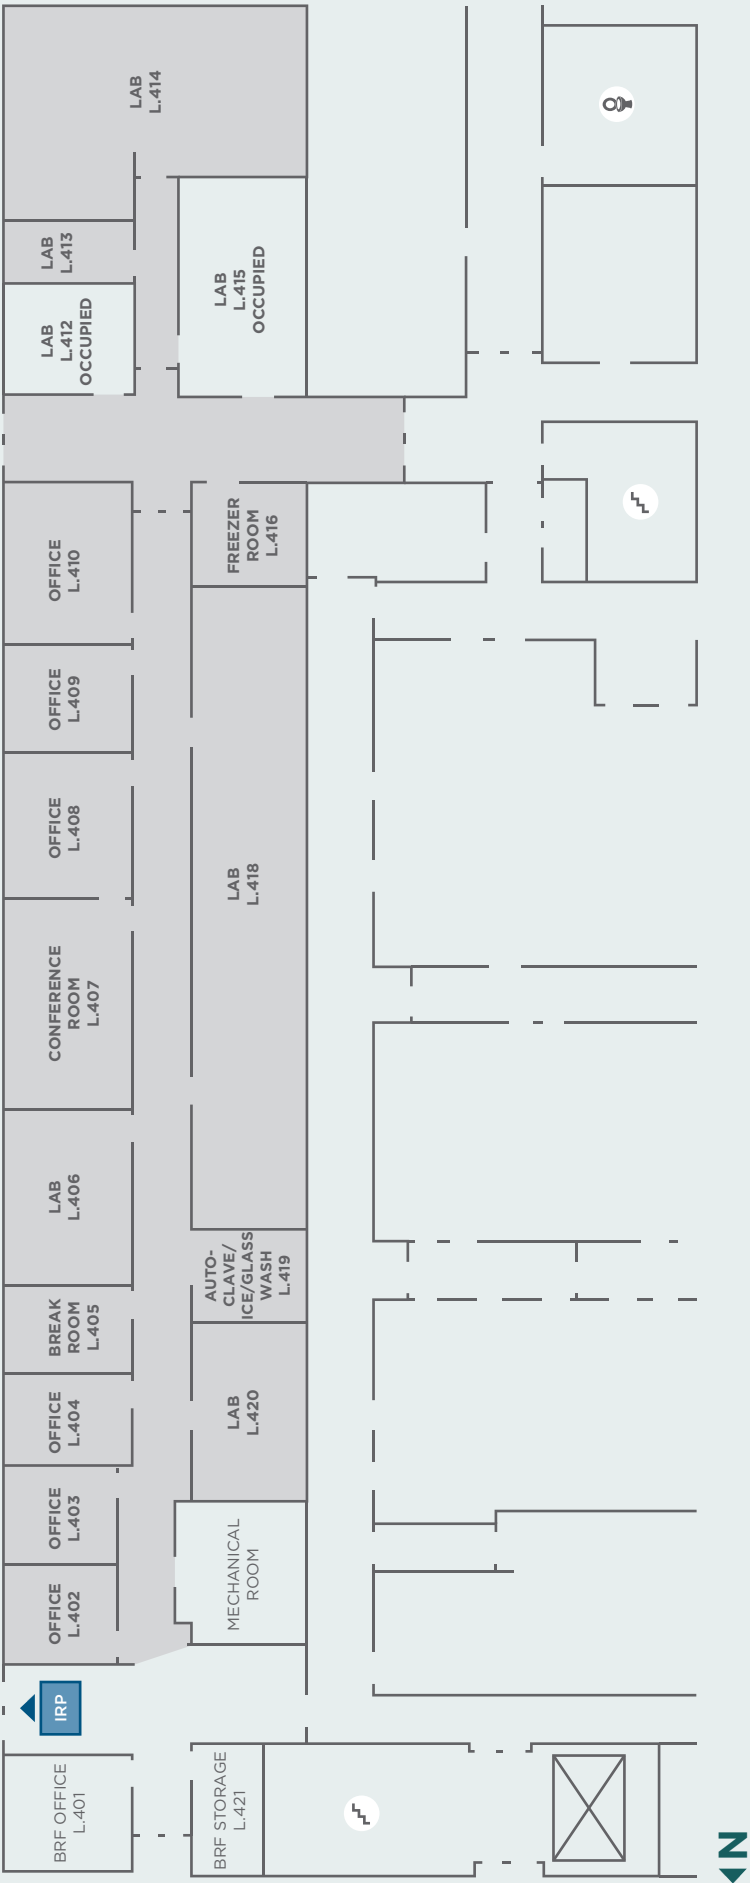 LAB
L.414
LAB
L.413
LAB
L.412
OCCUPIED
LAB
L.415
OCCUPIED
OFFICE
L.410
FREEZER
ROOM
L.416
OFFICE
L.409
OFFICE
L.408
LAB
L.418
CONFERENCE
ROOM
L.407
LAB
L.406
AUTO-
CLAVE/
ICE/GLASS
WASH
L.419
BREAK
ROOM
L.405
OFFICE
L.404
LAB
L.420
OFFICE
L.403
MECHANICAL
ROOM
OFFICE
L.402
IRP
BRF OFFICE
L.401
BRF STORAGE
L.421
N